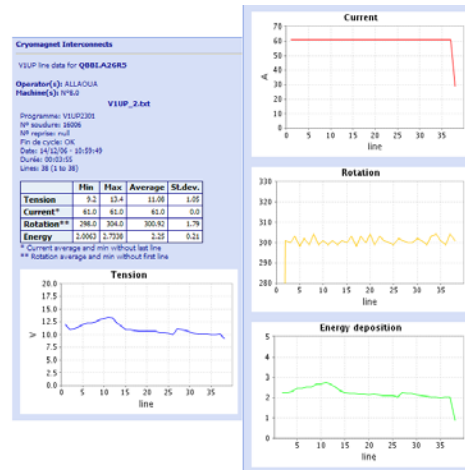 Cryomagnet Interconnects
V1UP line data for QBBI.A26R5
Operator(s): ALLAOUA
Machine(s): N°8.0
V1UP_2.txt
Programme: V1UP2301
N° soudure: 16006
N° reprise: null
Fin de cycle: OK
Date: 14/12/06 - 10:59:49
Durée: 00:03:55
Lines: 38 (1 to 38)
Min Max Average St.dev.
Tension 9.2 13.4 11.08 1.05
Current* 61.0 61.0 61.0 0.0
Rotation** 298.0 304.0 300.92 1.79
Energy 2.0063 2.7338 2.25 0.21
* Current average and min without last line
** Rotation average and min without first line
Tension
20.0
17.5
15.0
12.5
10.0
7.5
5.0
2.5
0.0
V
0 5 10 15 20 25 30 35
line
Current
70
60
50
40
30
20
10
0
A
0 5 10 15 20 25 30 35
line
Rotation
330
320
310
300
290
280
0 5 10 15 20 25 30 35
line
Energy deposition
5
4
3
2
1
0
0 5 10 15 20 25 30 35
line